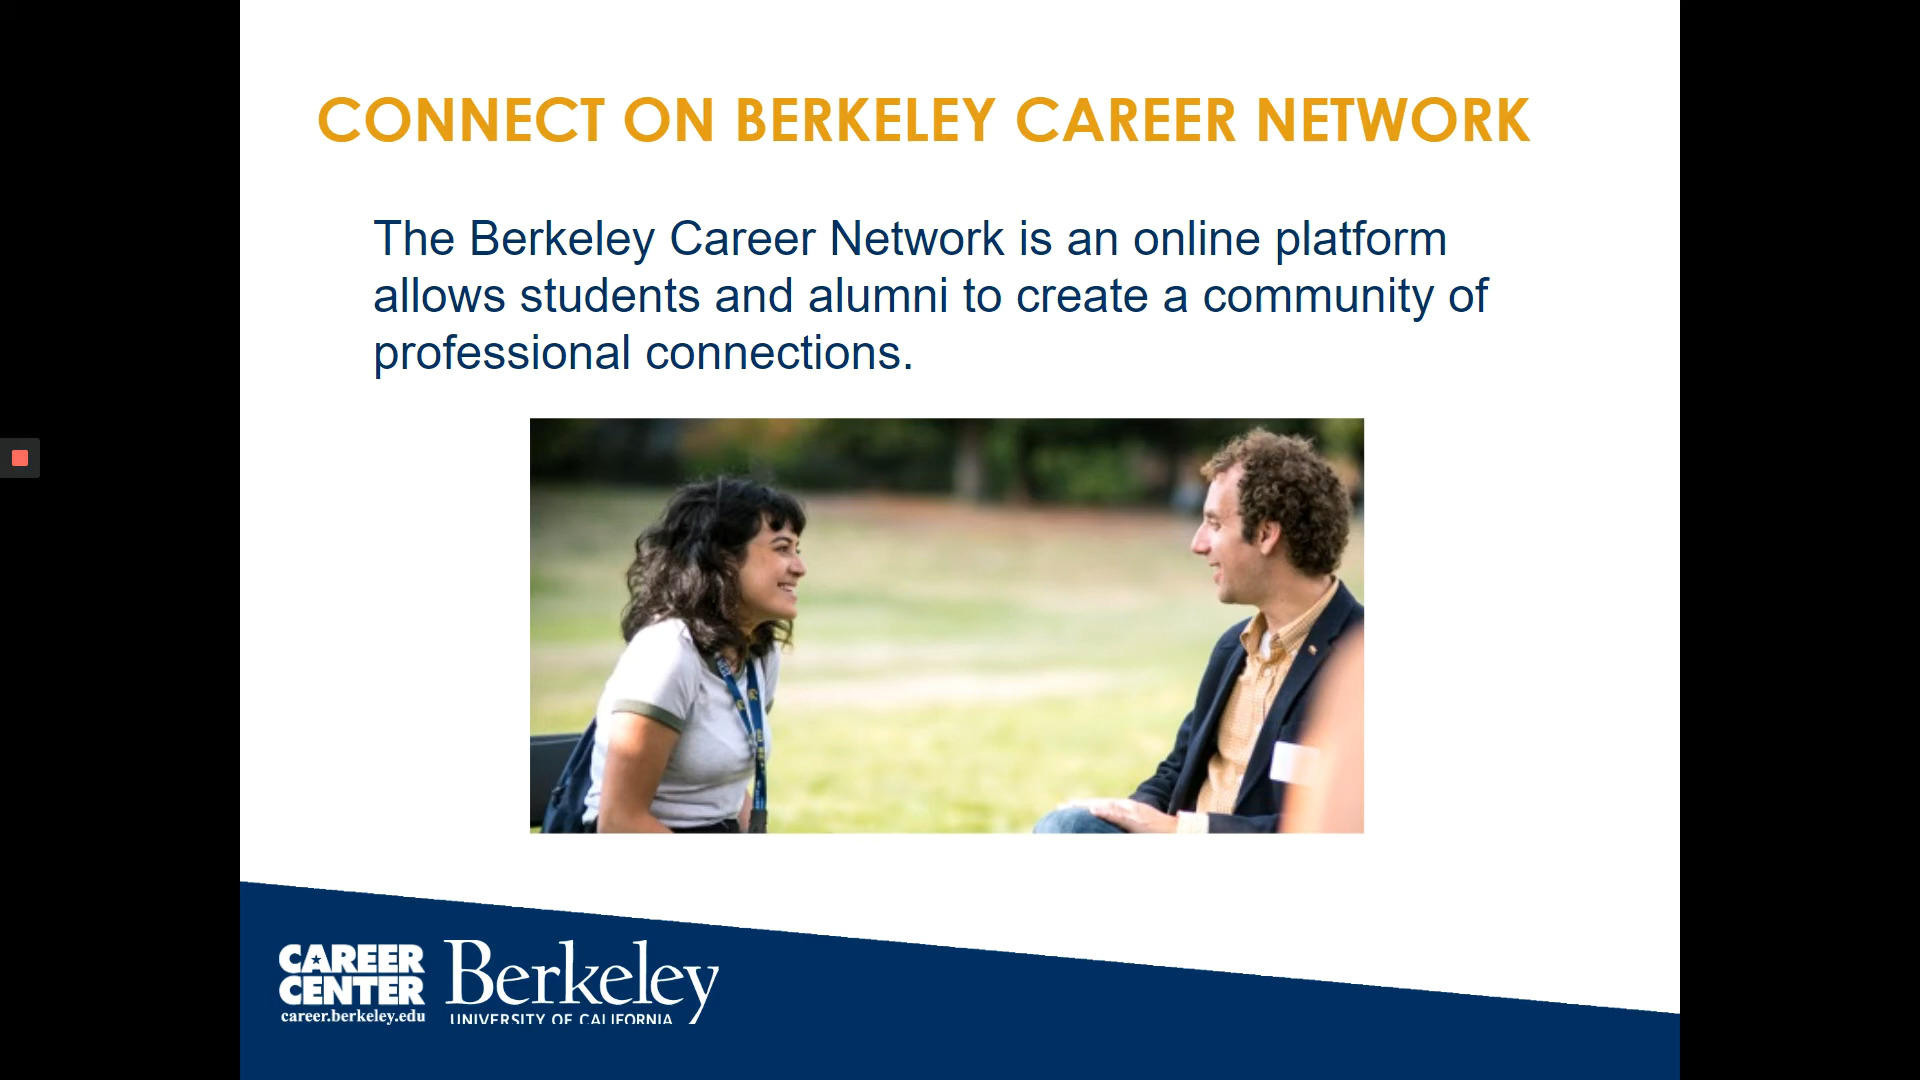 CONNECT ON BERKELEY CAREER NETWORK
The Berkeley Career Network is an online platform
allows students and alumni to create a community of
professional connections.
CAREER
CENTER
career.berkeley.edu
Berkeley
UNIVERSITY OF CALIFORNIA